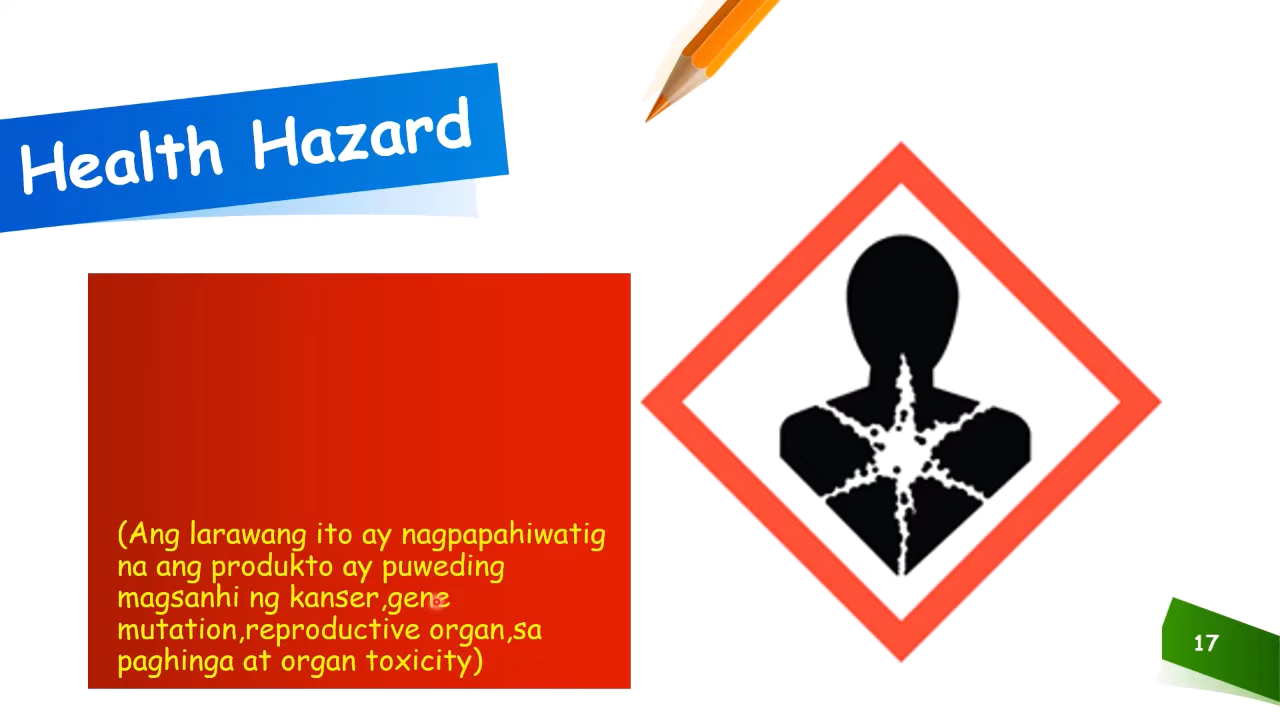 Health Hazard
(Ang larawang ito ay nagpapahiwatig
na ang produkto ay puweding
magsanhi ng kanser,gene
mutation,reproductive organ,sa
paghinga at organ toxicity)
17